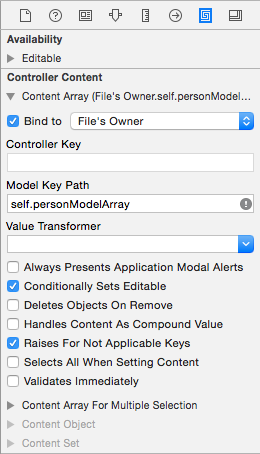 Availability
Editable
Controller Content
Content Array (File's Owner.self.personModel...
Bind to File's Owner
Controller Key
Model Key Path
self.personModelArray
Value Transformer
Always Presents Application Modal Alerts
Conditionally Sets Editable
Deletes Objects On Remove
Handles Content As Compound Value
Raises For Not Applicable Keys
Selects All When Setting Content
Validates Immediately
Content Array For Multiple Selection
Content Object
Content Set